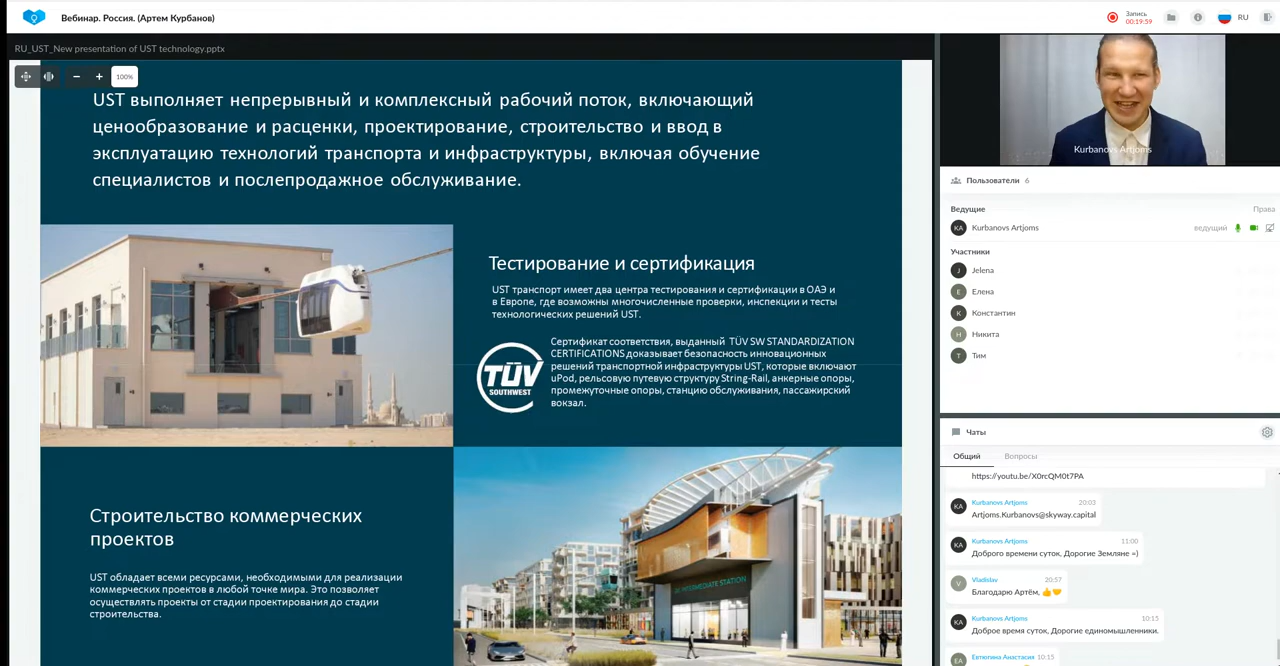 Вебинар. Россия. (Артем Курбанов)
Запись
00:19:59
RU
RU_UST_New presentation of UST technology.pptx
100%
UST выполняет непрерывный и комплексный рабочий поток, включающий
ценообразование и расценки, проектирование, строительство и ввод в
эксплуатацию технологий транспорта и инфраструктуры, включая обучение
специалистов и послепродажное обслуживание.
Тестирование и сертификация
UST транспорт имеет два центра тестирования и сертификации в ОАЭ и
в Европе, где возможны многочисленные проверки, инспекции и тесты
технологических решений UST.
TÜV
SOUTHWEST
Сертификат соответствия, выданный TÜV SW STANDARDIZATION
CERTIFICATIONS доказывает безопасность инновационных
решений транспортной инфраструктуры UST, которые включают
uPod, рельсовую путевую структуру String-Rail, анкерные опоры,
промежуточные опоры, станцию обслуживания, пассажирский
вокзал.
Строительство коммерческих
проектов
UST обладает всеми ресурсами, необходимыми для реализации
коммерческих проектов в любой точке мира. Это позволяет
осуществлять проекты от стадии проектирования до стадии
строительства.
INTERMEDIATE STATION
Kurbanovs Artjoms
Пользователи 6
Ведущие Права
KA Kurbanovs Artjoms ведущий
Участники
J Jelena
Е Елена
К Константин
Н Никита
Т Тим
Чаты
Общий Вопросы
https://youtu.be/X0rcQM0t7PA
KA Kurbanovs Artjoms 20:03
Artjoms.Kurbanovs@skyway.capital
KA Kurbanovs Artjoms 11:00
Доброго времени суток, Дорогие Земляне =)
V Vladislav 20:57
Благодарю Артём, 👍🧡
KA Kurbanovs Artjoms 10:15
Доброе время суток, Дорогие единомышленники.
ЕА Евтюгина Анастасия 10:15